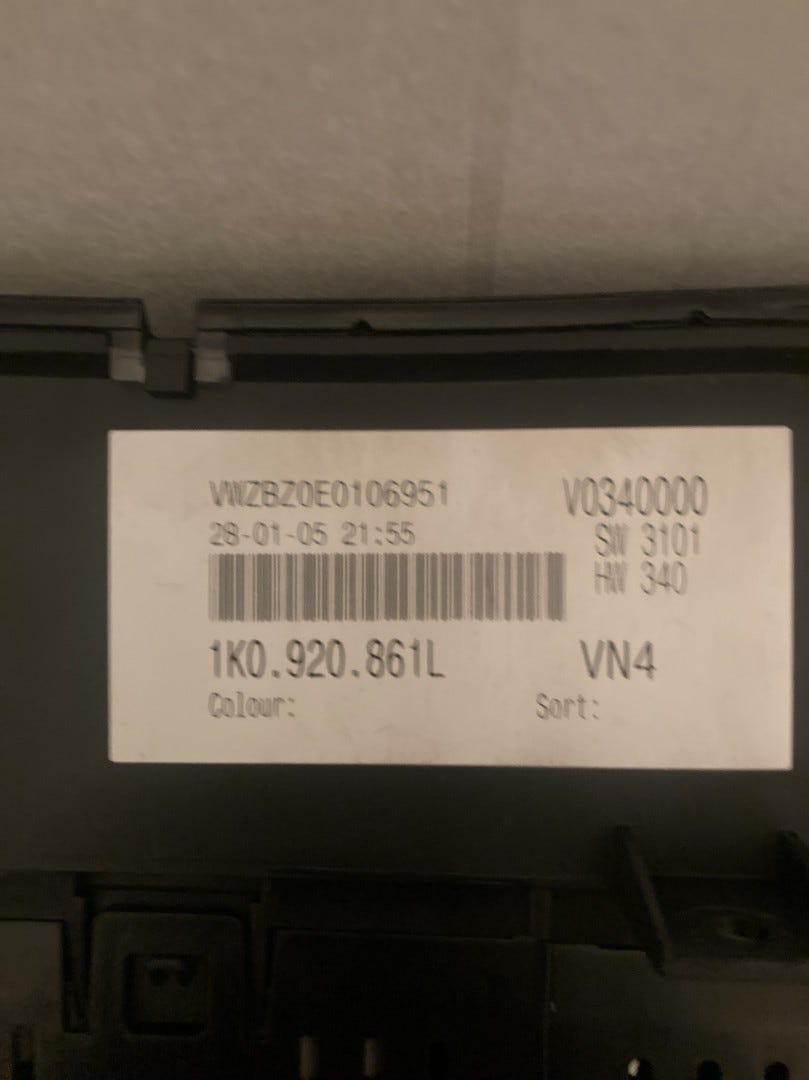 VWZBZ0E0106951
V0340000
28-01-05 21:55
SW 3101
HW 340
1K0.920.861L
VN4
Colour:
Sort: